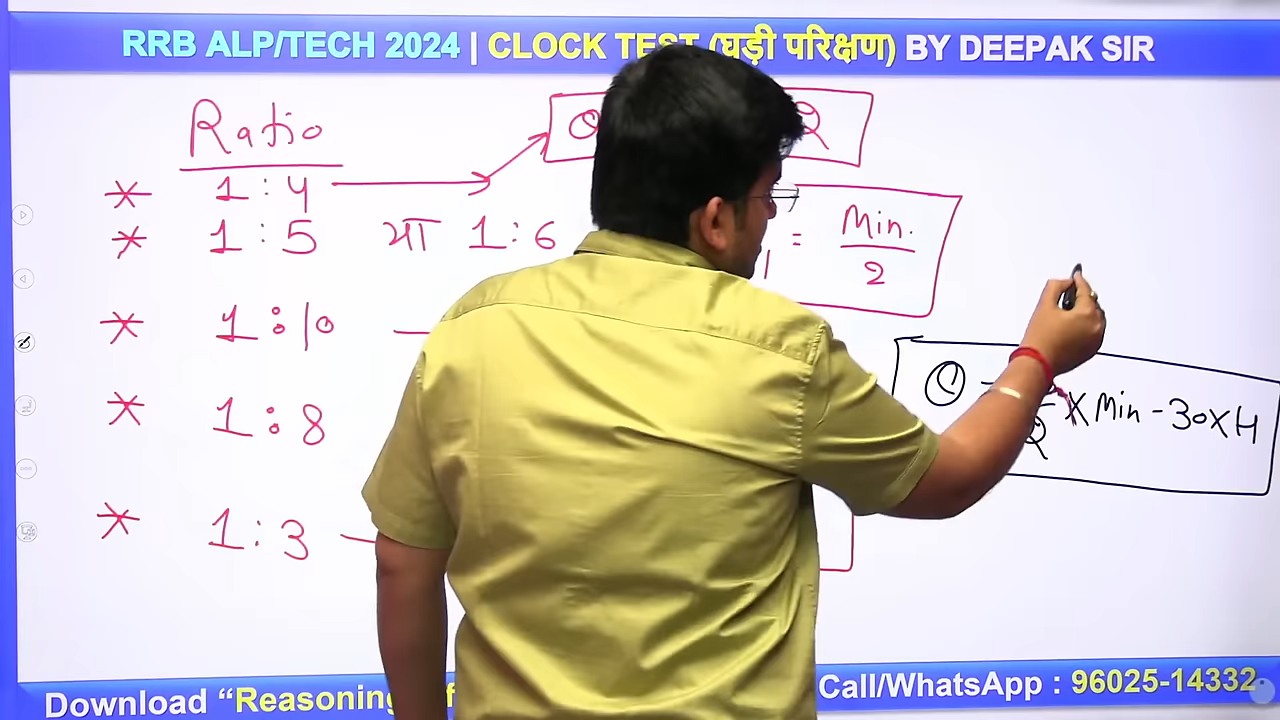 RRB ALP/TECH 2024 | CLOCK TEST (घड़ी परिक्षण) BY DEEPAK SIR
Ratio
* 1 : 4
* 1 : 5 या 1 : 6
= Min. / 2
* 1 : 10
* 1 : 8
× Min - 30 × H
* 1 : 3
Download “Reasoning
Call/WhatsApp : 96025-14332